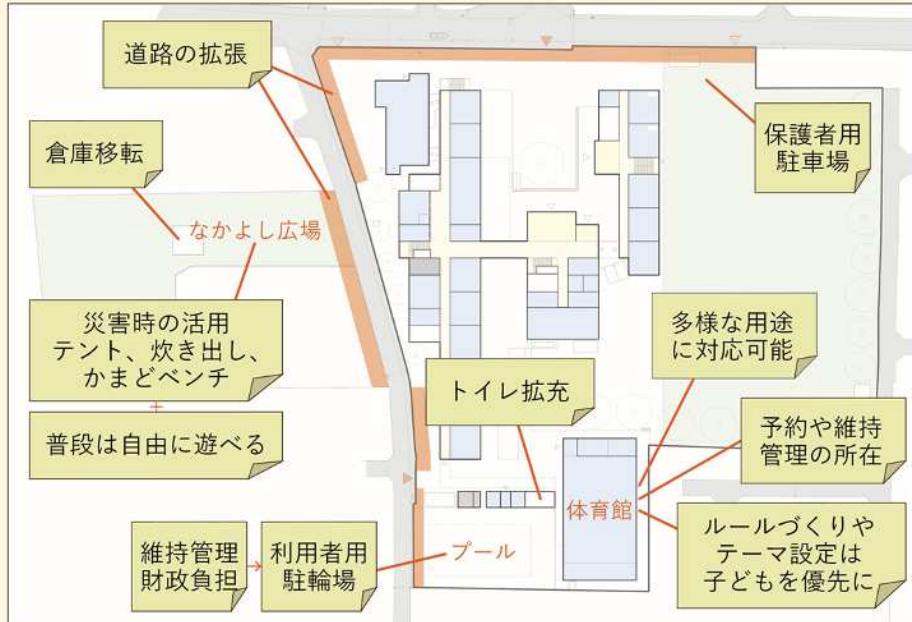 道路の拡張
倉庫移転
なかよし広場
災害時の活用
テント、炊き出し、
かまどベンチ
+
普段は自由に遊べる
保護者用
駐車場
多様な用途
に対応可能
トイレ拡充
予約や維持
管理の所在
体育館
ルールづくりや
テーマ設定は
子どもを優先に
維持管理
財政負担
→
利用者用
駐輪場
プール